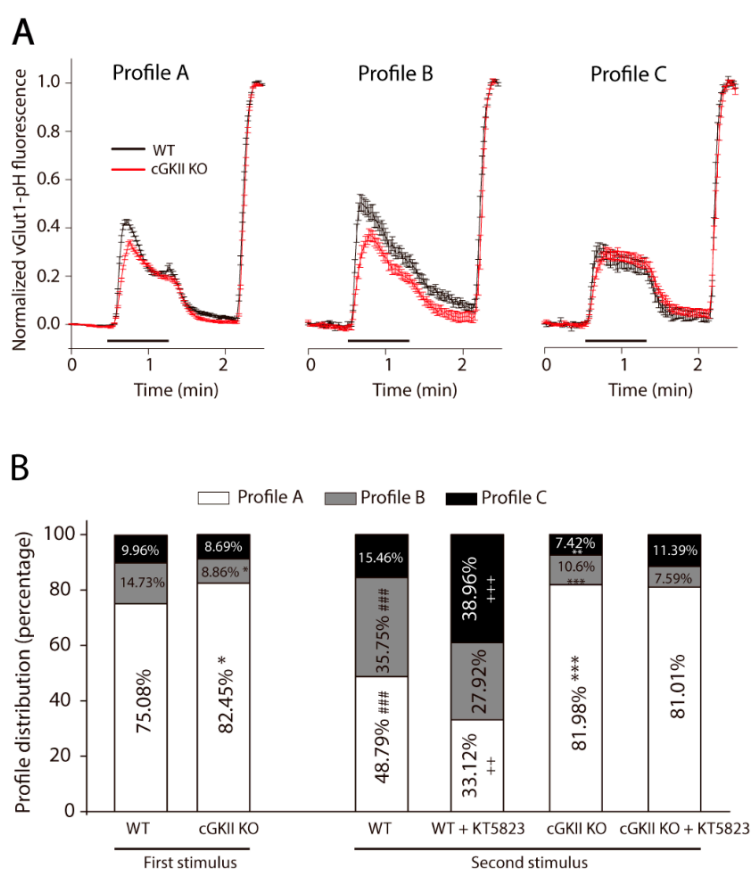 A
Profile A
Profile B
Profile C
Normalized vGlut1-pH fluorescence
1.0
0.8
0.6
0.4
0.2
0.0
WT
cGKII KO
0 1 2
0 1 2
0 1 2
Time (min)
Time (min)
Time (min)
B
Profile A
Profile B
Profile C
Profile distribution (percentage)
100
80
60
40
20
0
9.96%
14.73%
75.08%
8.69%
8.86% *
82.45% *
15.46%
35.75% ###
48.79% ###
38.96%
+++
27.92%
33.12%
++
7.42%
**
10.6%
***
81.98% ***
11.39%
7.59%
81.01%
WT
cGKII KO
WT
WT + KT5823
cGKII KO
cGKII KO + KT5823
First stimulus
Second stimulus